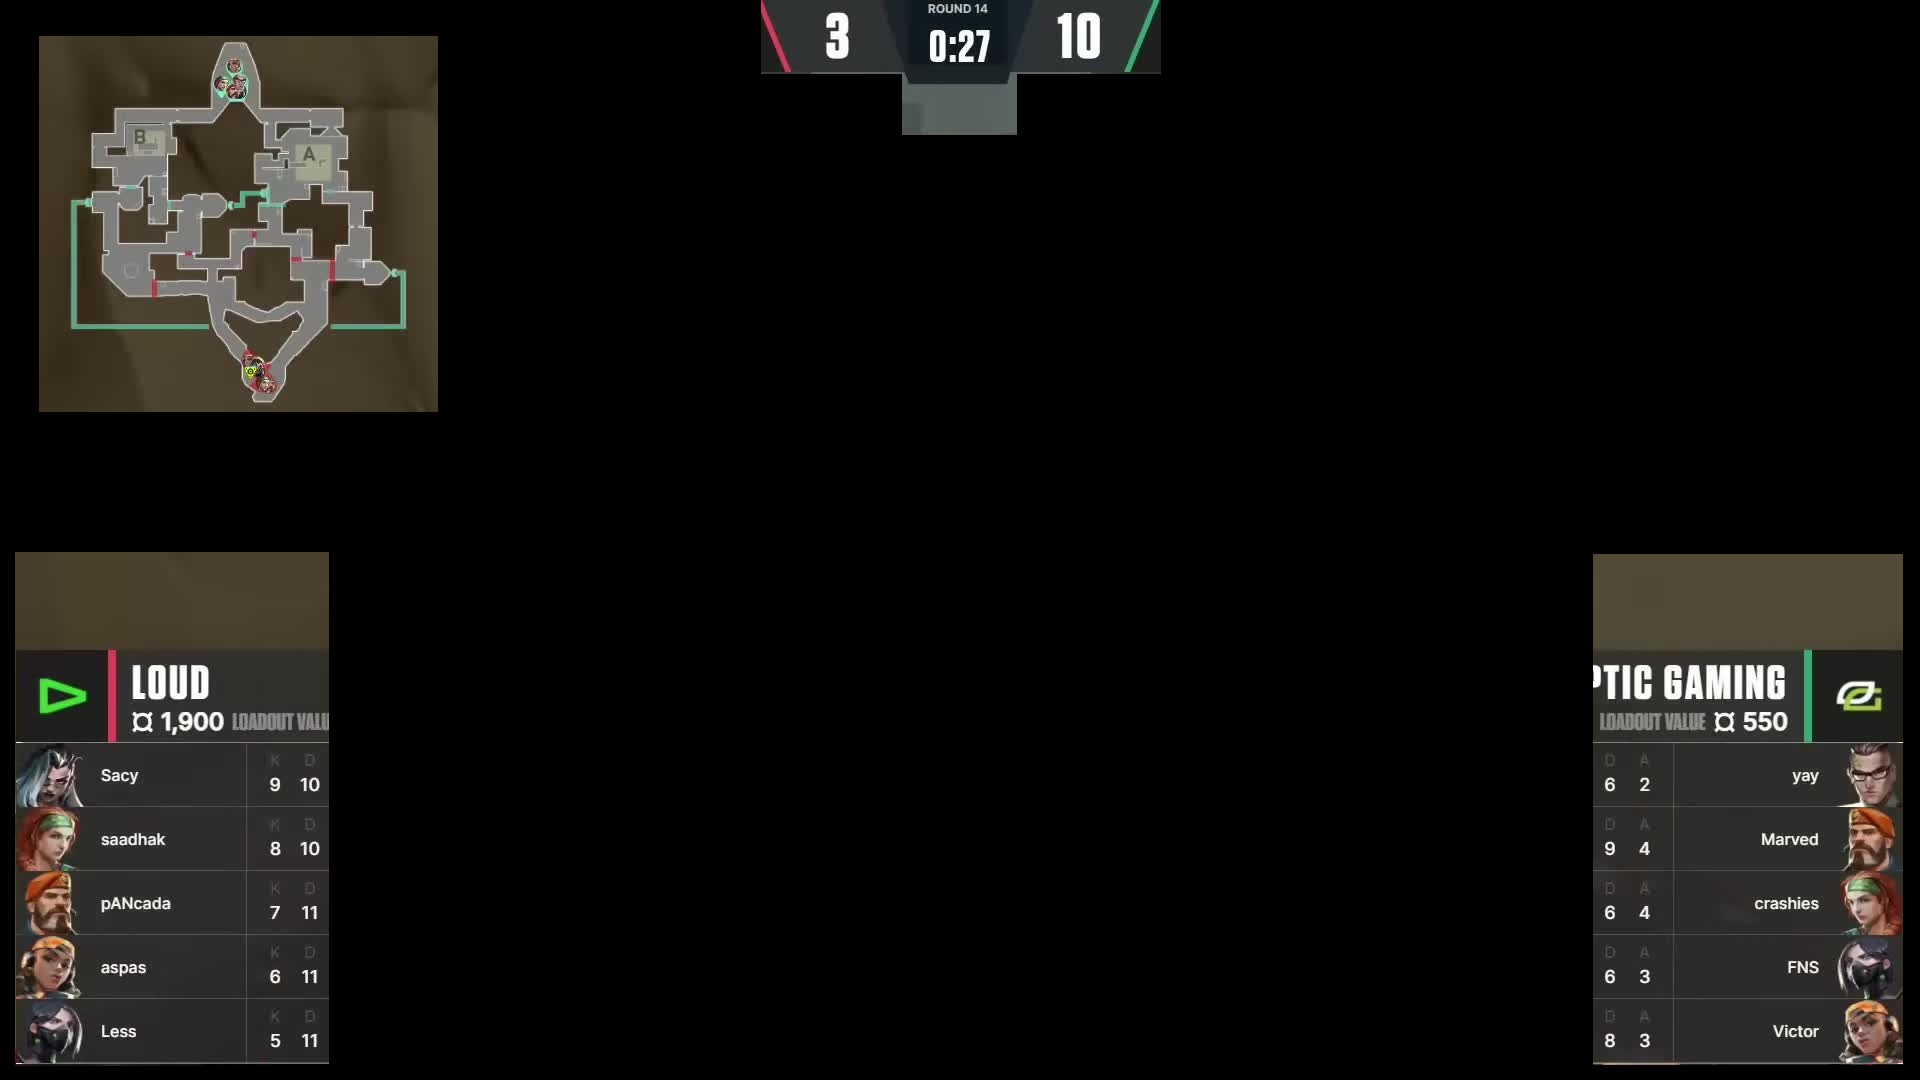 ROUND 14
3 0:27 10
B
A
LOUD
¤ 1,900 LOADOUT VALU
K D
Sacy 9 10
K D
saadhak 8 10
K D
pANcada 7 11
K D
aspas 6 11
K D
Less 5 11
PTIC GAMING
LOADOUT VALUE ¤ 550
D A
6 2 yay
D A
9 4 Marved
D A
6 4 crashies
D A
6 3 FNS
D A
8 3 Victor